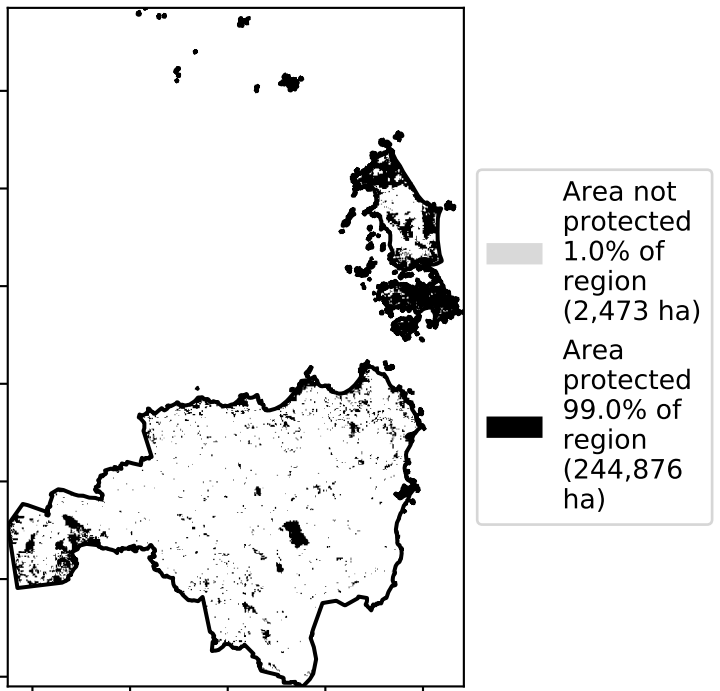 Area not
protected
1.0% of
region
(2,473 ha)
Area
protected
99.0% of
region
(244,876
ha)